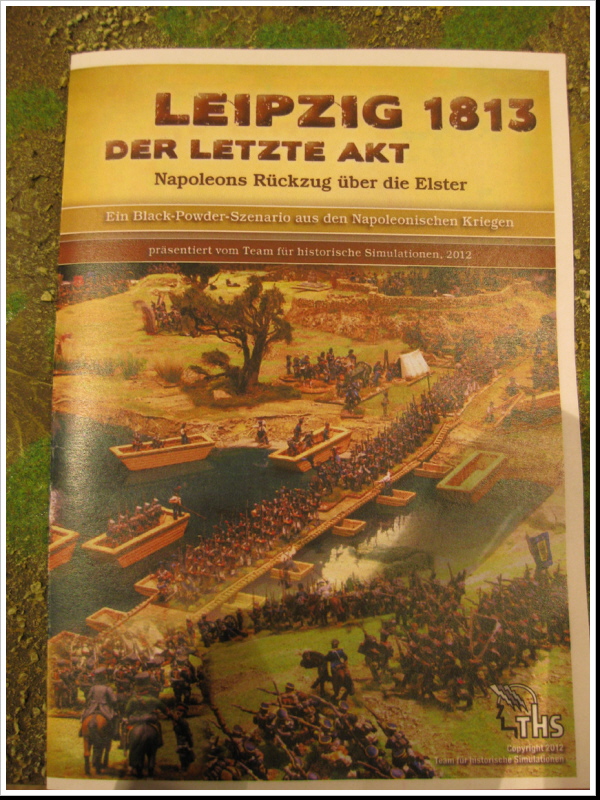 LEIPZIG 1813
DER LETZTE AKT
Napoleons Rückzug über die Elster
Ein Black-Powder-Szenario aus den Napoleonischen Kriegen
präsentiert vom Team für historische Simulationen, 2012
THS
Copyright 2012
Team für historische Simulationen